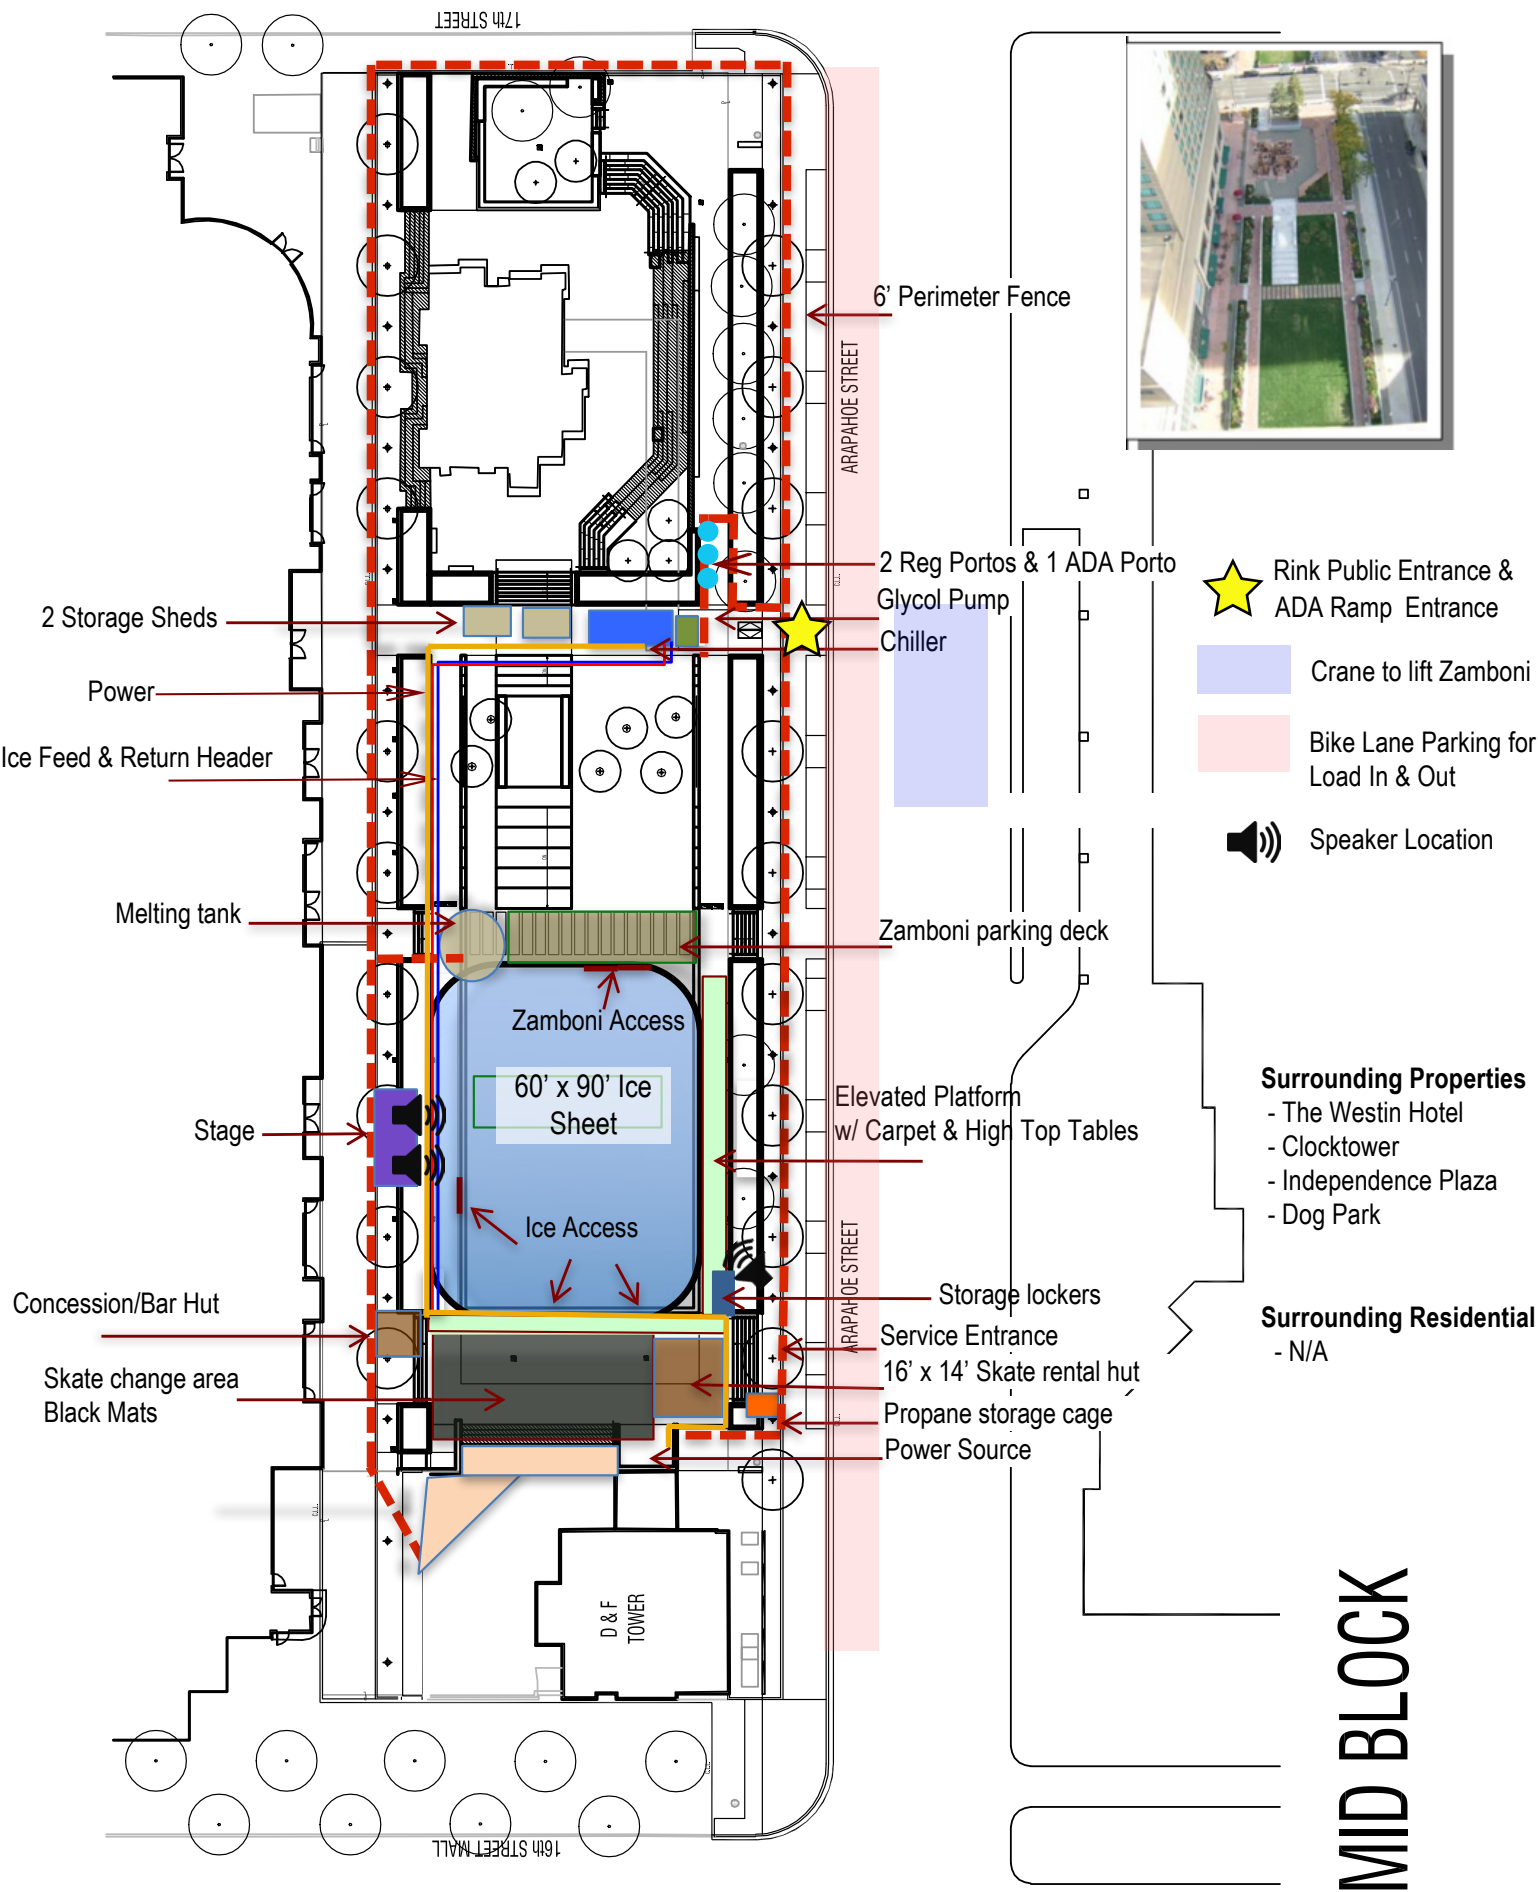 17th STREET
6' Perimeter Fence
ARAPAHOE STREET
2 Reg Portos & 1 ADA Porto
Glycol Pump
Chiller
Rink Public Entrance &
ADA Ramp Entrance
2 Storage Sheds
Crane to lift Zamboni
Power
Bike Lane Parking for
Load In & Out
Ice Feed & Return Header
Speaker Location
Melting tank
Zamboni parking deck
Zamboni Access
60' x 90' Ice
Sheet
Elevated Platform
w/ Carpet & High Top Tables
Surrounding Properties
- The Westin Hotel
- Clocktower
- Independence Plaza
- Dog Park
Stage
Ice Access
ARAPAHOE STREET
Concession/Bar Hut
Storage lockers
Surrounding Residential
- N/A
Service Entrance
16' x 14' Skate rental hut
Skate change area
Black Mats
Propane storage cage
Power Source
D & F
TOWER
MID BLOCK
16th STREET MALL